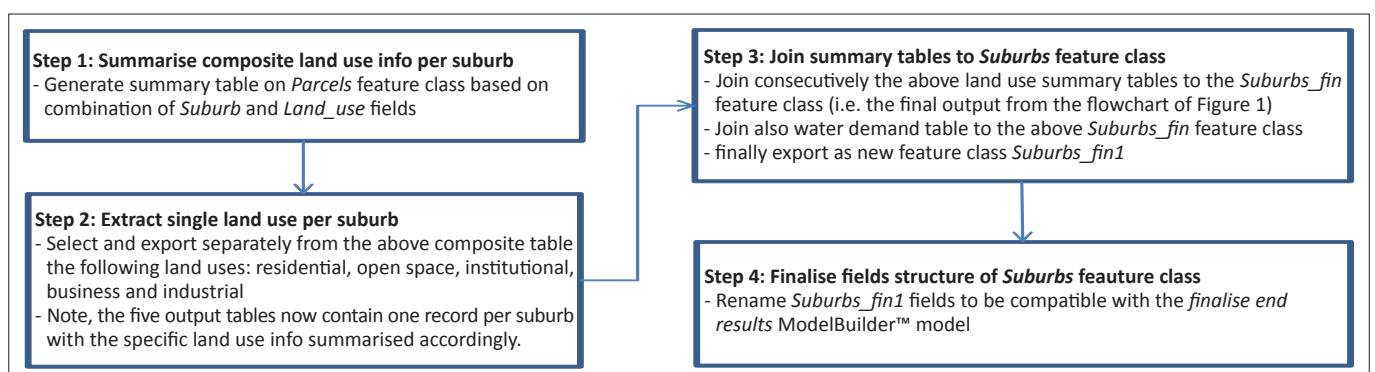 Step 1: Summarise composite land use info per suburb
- Generate summary table on Parcels feature class based on
combination of Suburb and Land_use fields
Step 2: Extract single land use per suburb
- Select and export separately from the above composite table
the following land uses: residential, open space, institutional,
business and industrial
- Note, the five output tables now contain one record per suburb
with the specific land use info summarised accordingly.
Step 3: Join summary tables to Suburbs feature class
- Join consecutively the above land use summary tables to the Suburbs_fin
feature class (i.e. the final output from the flowchart of Figure 1)
- Join also water demand table to the above Suburbs_fin feature class
- finally export as new feature class Suburbs_fin1
Step 4: Finalise fields structure of Suburbs feauture class
- Rename Suburbs_fin1 fields to be compatible with the finalise end
results ModelBuilder™ model